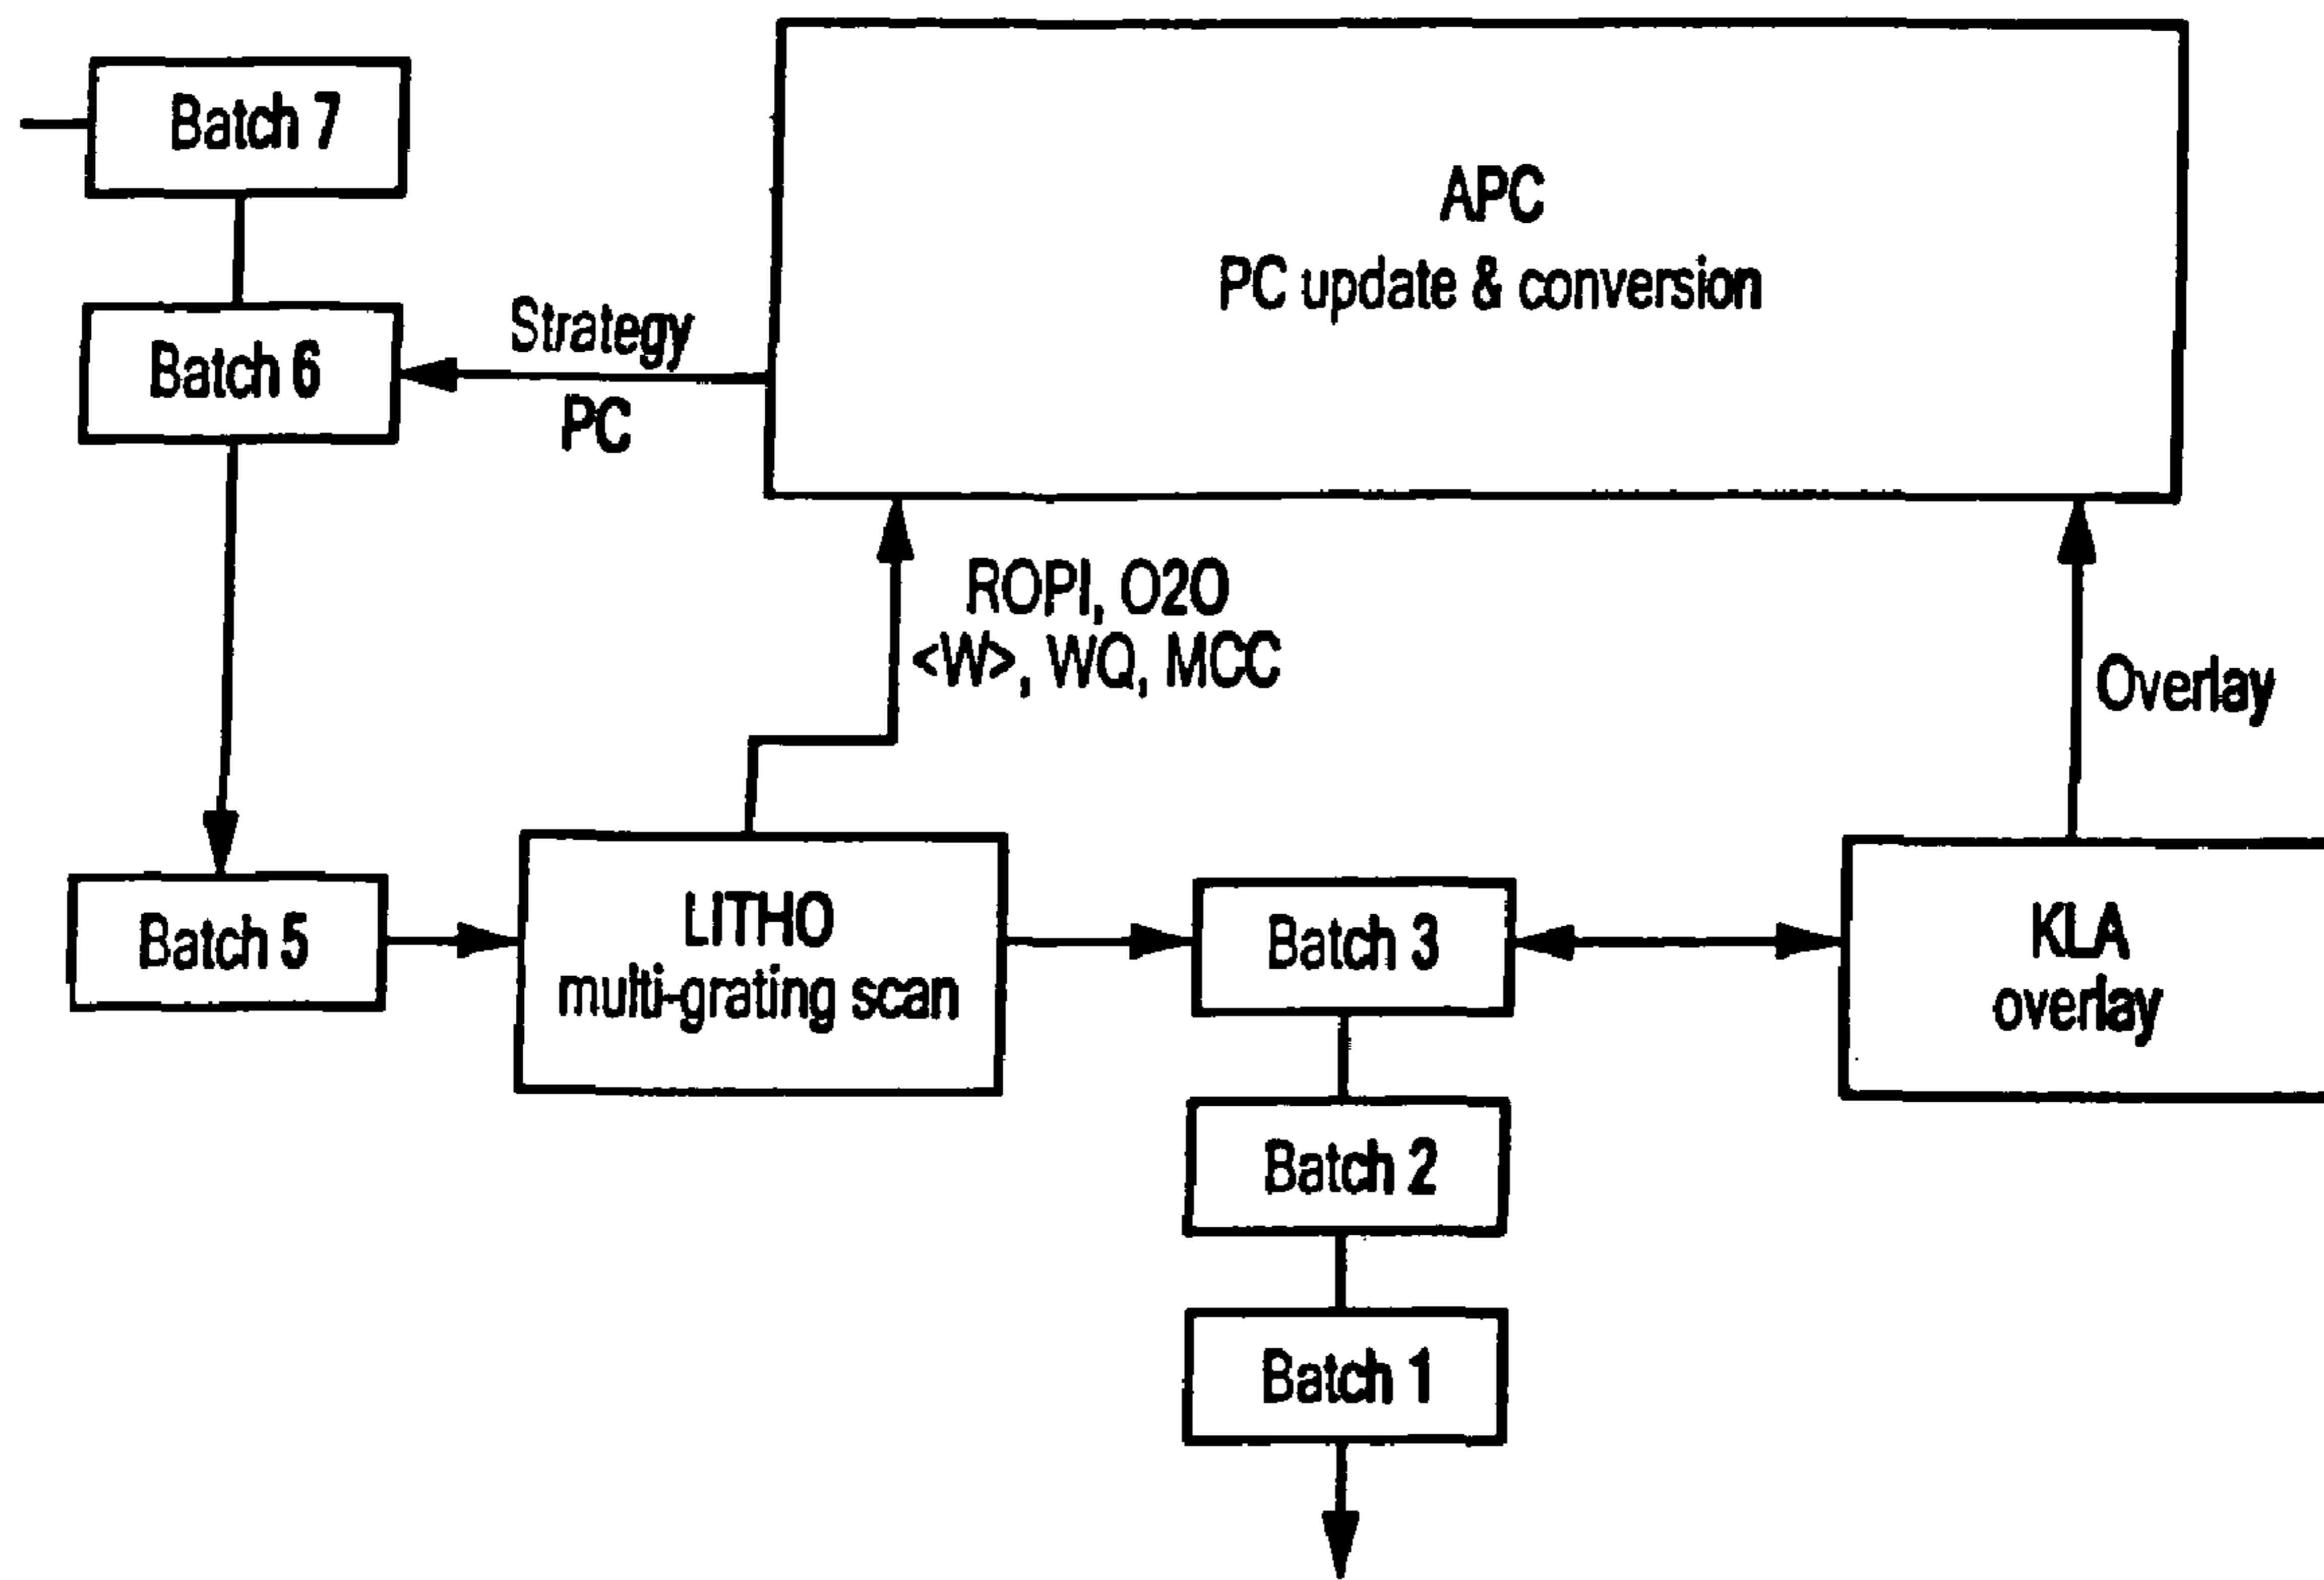 Batch 7
APC
PC update & conversion
Batch 6
Strategy
PC
ROPI, O2O
<W>, WQ, MCC
Overlay
Batch 5
LITHO
multi-grating scan
Batch 3
KLA
overlay
Batch 2
Batch 1